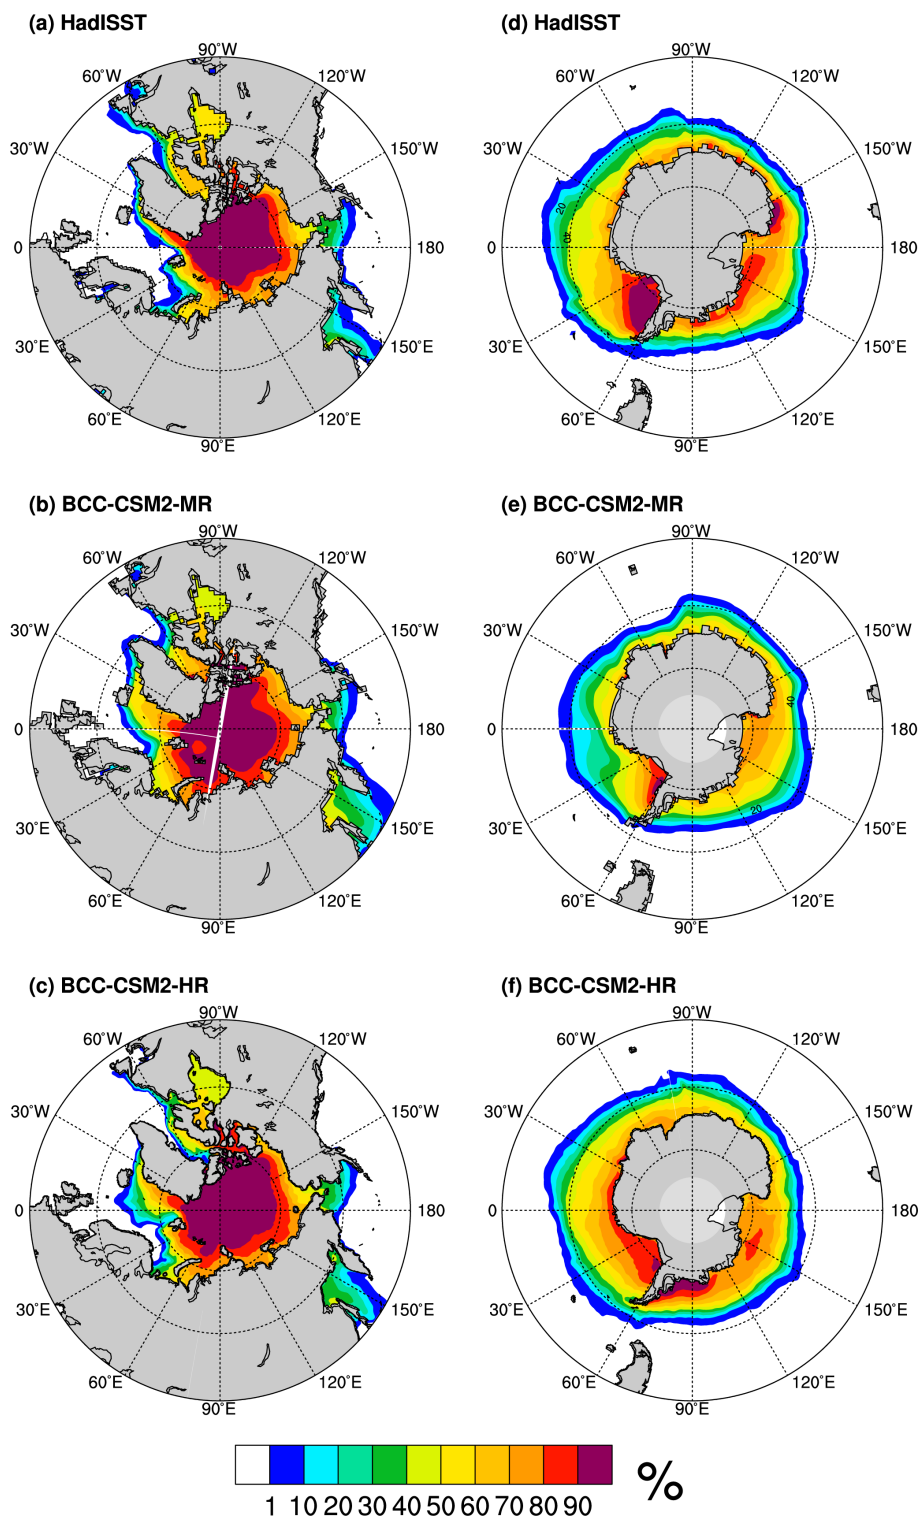 (a) HadISST
90°W
60°W
120°W
30°W
150°W
0
180
30°E
150°E
60°E
120°E
90°E
(d) HadISST
90°W
60°W
120°W
30°W
150°W
0
180
30°E
150°E
60°E
120°E
90°E
20
(b) BCC-CSM2-MR
90°W
60°W
120°W
30°W
150°W
0
180
30°E
150°E
60°E
120°E
90°E
(e) BCC-CSM2-MR
90°W
60°W
120°W
30°W
150°W
0
180
30°E
150°E
60°E
120°E
90°E
40
20
(c) BCC-CSM2-HR
90°W
60°W
120°W
30°W
150°W
0
180
30°E
150°E
60°E
120°E
90°E
(f) BCC-CSM2-HR
90°W
60°W
120°W
30°W
150°W
0
180
30°E
150°E
60°E
120°E
90°E
1 10 20 30 40 50 60 70 80 90
%